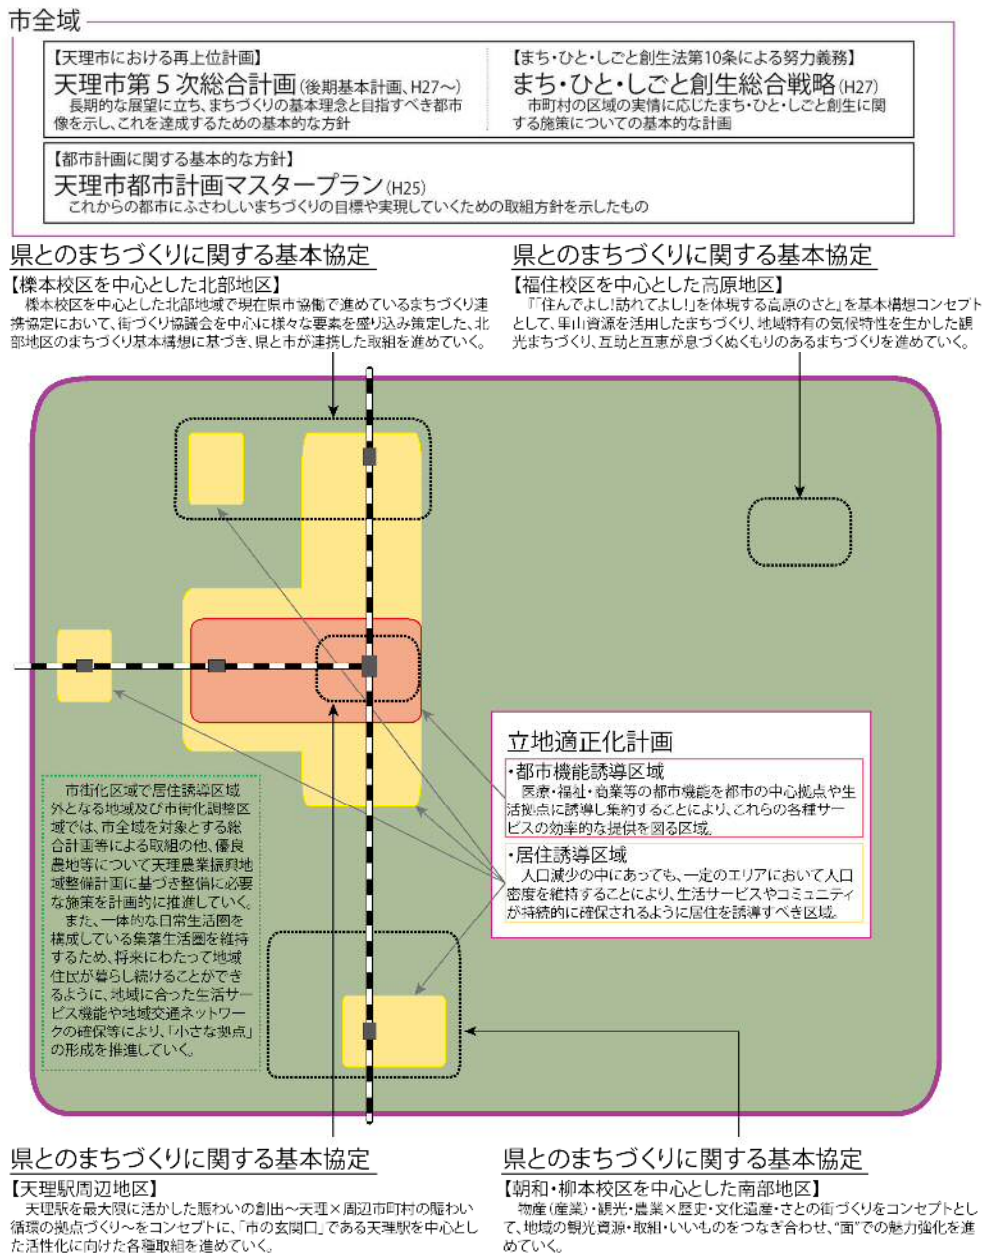 市全域
【天理市における再上位計画】
天理市第5次総合計画(後期基本計画、H27～)
長期的な展望に立ち、まちづくりの基本理念と目指すべき都市
像を示し、これを達成するための基本的な方針
【まち・ひと・しごと創生法第10条による努力義務】
まち・ひと・しごと創生総合戦略(H27)
市町村の区域の実情に応じたまち・ひと・しごと創生に関
する施策についての基本的な計画
【都市計画に関する基本的な方針】
天理市都市計画マスタープラン(H25)
これからの都市にふさわしいまちづくりの目標や実現していくための取組方針を示したもの
県とのまちづくりに関する基本協定
【櫟本校区を中心とした北部地区】
櫟本校区を中心とした北部地域で現在県市協働で進めているまちづくり連
携協定において、街づくり協議会を中心に様々な要素を盛り込み策定した、北
部地区のまちづくり基本構想に基づき、県と市が連携した取組を進めていく。
県とのまちづくりに関する基本協定
【福住校区を中心とした高原地区】
『「住んでよし!訪れてよし!」を体現する高原のさと』を基本構想コンセプト
として、里山資源を活用したまちづくり、地域特有の気候特性を生かした観
光まちづくり、互助と互恵が息づくぬくもりのあるまちづくりを進めていく。
立地適正化計画
・都市機能誘導区域
医療・福祉・商業等の都市機能を都市の中心拠点や生
活拠点に誘導し集約することにより、これらの各種サー
ビスの効率的な提供を図る区域。
・居住誘導区域
人口減少の中にあっても、一定のエリアにおいて人口
密度を維持することにより、生活サービスやコミュニティ
が持続的に確保されるように居住を誘導すべき区域。
市街化区域で居住誘導区域
外となる地域及び市街化調整区
域では、市全域を対象とする総
合計画等による取組の他、優良
農地等について天理農業振興地
域整備計画に基づき整備に必要
な施策を計画的に推進していく。
また、一体的な日常生活圏を
構成している集落生活圏を維持
するため、将来にわたって地域
住民が暮らし続けることができ
るように、地域に合った生活サー
ビス機能や地域交通ネットワー
クの確保等により、「小さな拠点」
の形成を推進していく。
県とのまちづくりに関する基本協定
【天理駅周辺地区】
天理駅を最大限に活かした賑わいの創出～天理×周辺市町村の賑わい
循環の拠点づくり～をコンセプトに、「市の玄関口」である天理駅を中心とし
た活性化に向けた各種取組を進めていく。
県とのまちづくりに関する基本協定
【朝和・柳本校区を中心とした南部地区】
物産(産業)・観光・農業×歴史・文化遺産・さとの街づくりをコンセプトとし
て、地域の観光資源・取組・いいものをつなぎ合わせ、“面”での魅力強化を進
めていく。